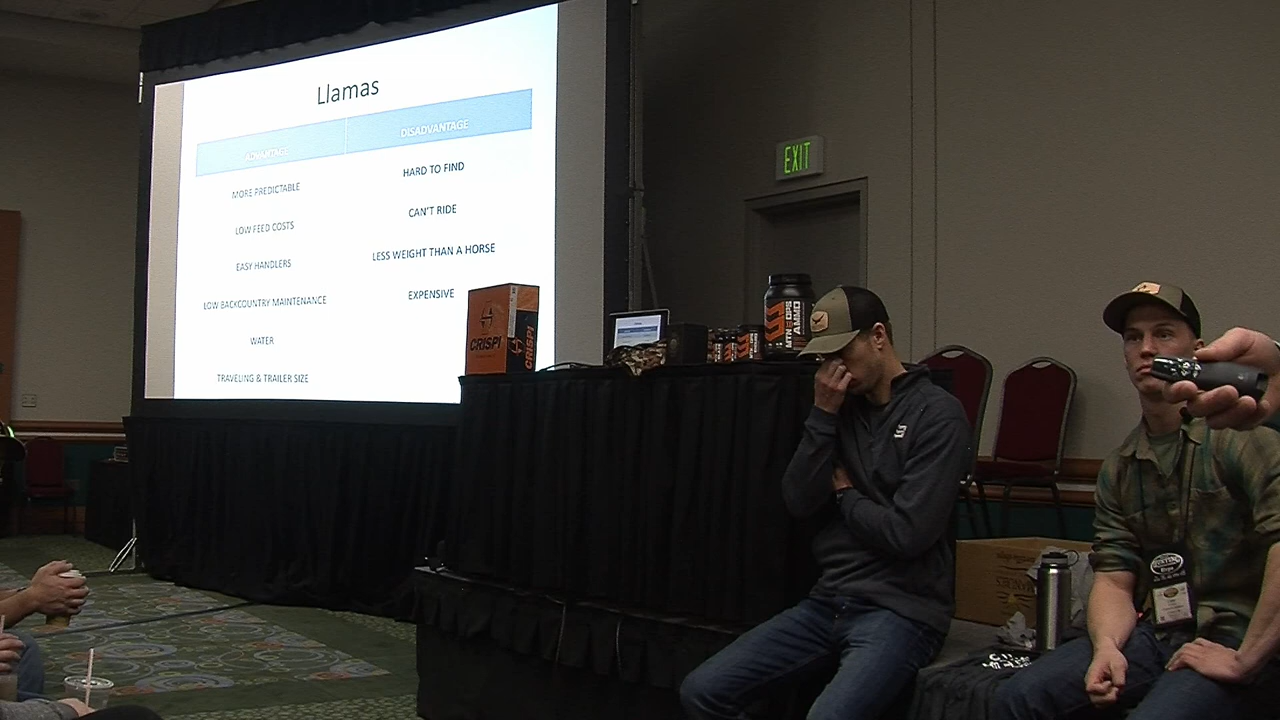 Llamas
ADVANTAGE
DISADVANTAGE
MORE PREDICTABLE
HARD TO FIND
LOW FEED COSTS
CAN'T RIDE
EASY HANDLERS
LESS WEIGHT THAN A HORSE
LOW BACKCOUNTRY MAINTENANCE
EXPENSIVE
WATER
TRAVELING & TRAILER SIZE
EXIT
CRISPI
CRISPI
MTN OPS
AMMO